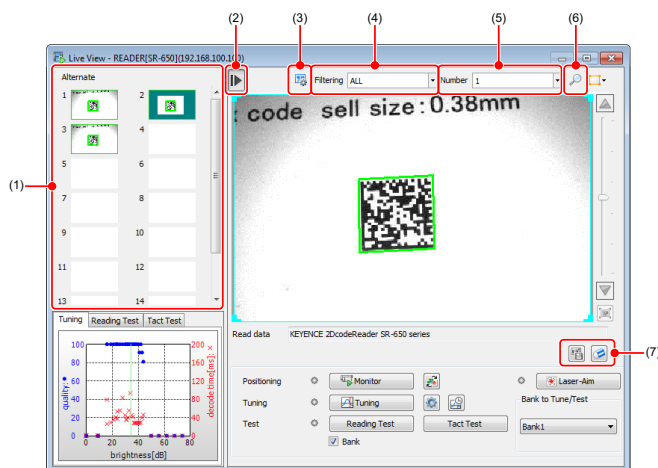 (2) (3) (4) (5) (6)
Live View - READER[SR-650](192.168.100.100)
Alternate
Filtering ALL Number 1
1 2
3 4
5 6
7 8
9 10
11 12
13 14
(1)
code sell size:0.38mm
Tuning Reading Test Tact Test
Read data KEYENCE 2DcodeReader SR-650 series
(7)
100 200
80 160
60 120
40 80
20 40
0 0
0 20 40 60 80
quality:
decode time[ms]: ×
brightness[dB]
Positioning Monitor Laser-Aim
Tuning Tuning Bank to Tune/Test
Test Reading Test Tact Test Bank1
Bank